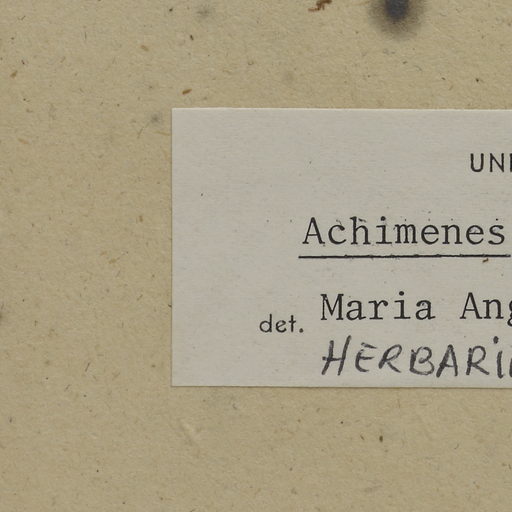 UNI
Achimenes
det. Maria Ang
HERBARI